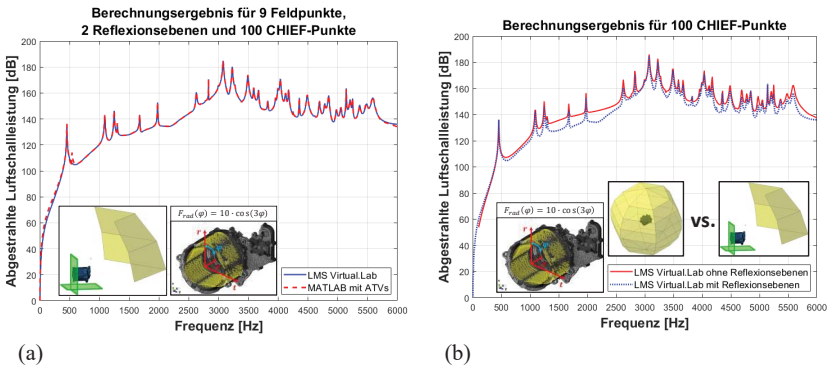 Berechnungsergebnis für 9 Feldpunkte,
2 Reflexionsebenen und 100 CHIEF-Punkte
Abgestrahlte Luftschallleistung [dB]
200
180
160
140
120
100
80
60
40
20
0
F_rad(φ) = 10 · cos(3φ)
r
t
LMS Virtual.Lab
MATLAB mit ATVs
0 500 1000 1500 2000 2500 3000 3500 4000 4500 5000 5500 6000
Frequenz [Hz]
(a)
Berechnungsergebnis für 100 CHIEF-Punkte
Abgestrahlte Luftschallleistung [dB]
200
180
160
140
120
100
80
60
40
20
0
F_rad(φ) = 10 · cos(3φ)
r
t
vs.
LMS Virtual.Lab ohne Reflexionsebenen
LMS Virtual.Lab mit Reflexionsebenen
0 500 1000 1500 2000 2500 3000 3500 4000 4500 5000 5500 6000
Frequenz [Hz]
(b)